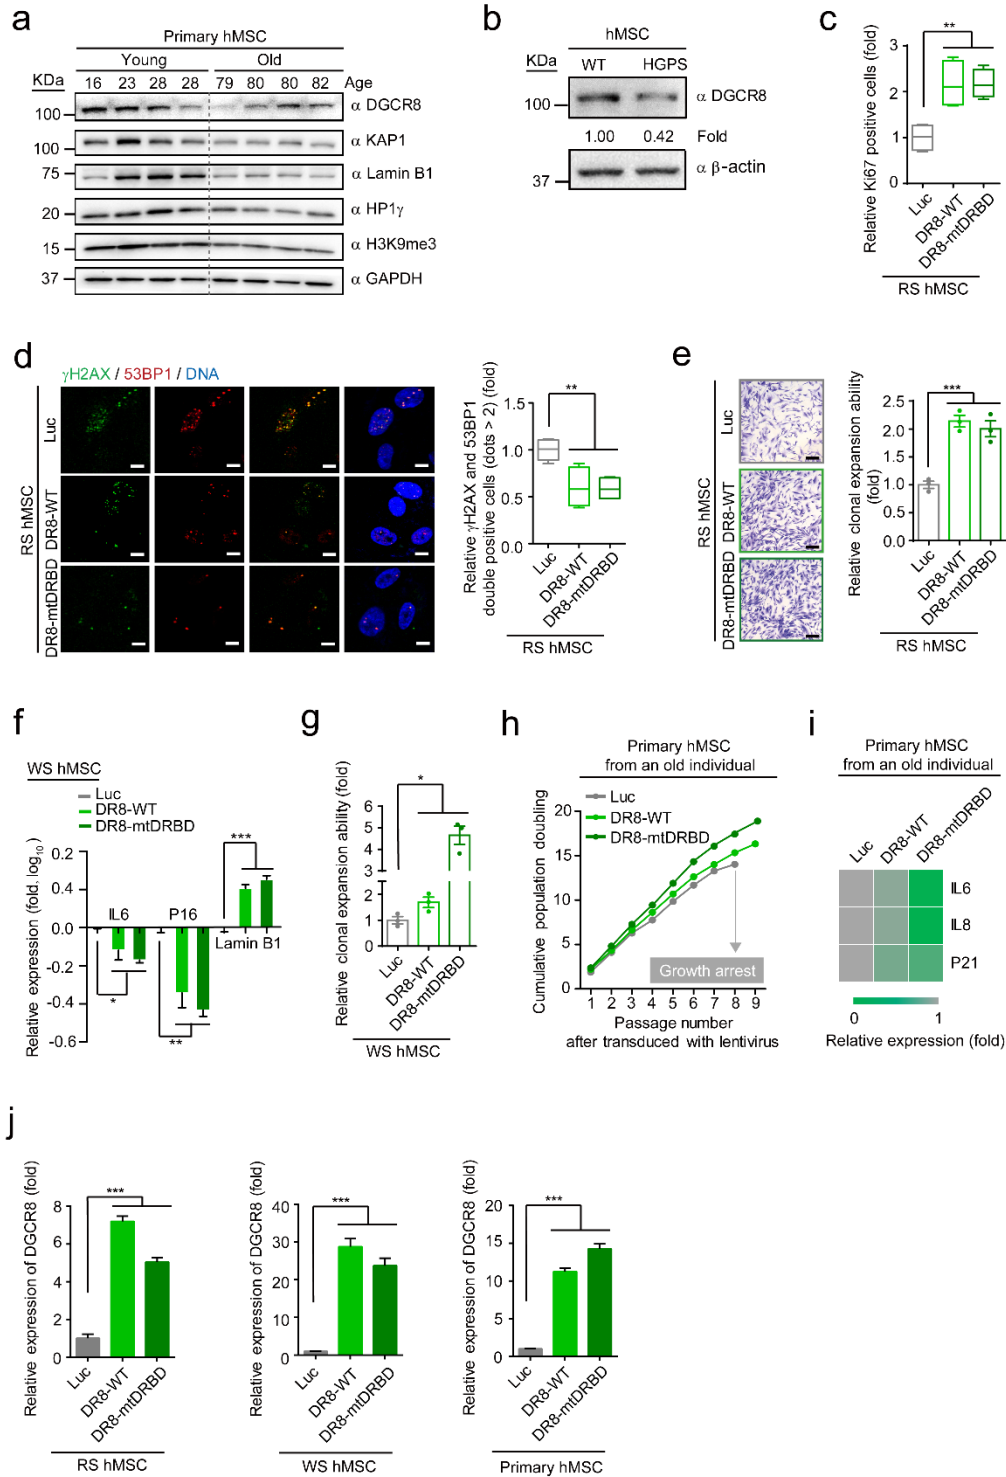 a
Primary hMSC
Young Old
KDa 16 23 28 28 79 80 80 82 Age
100 α DGCR8
100 α KAP1
75 α Lamin B1
20 α HP1γ
15 α H3K9me3
37 α GAPDH
b
hMSC
KDa WT HGPS
100 α DGCR8
1.00 0.42 Fold
37 α β-actin
c
Relative Ki67 positive cells (fold)
3
2
1
0
**
Luc
DR8-WT
DR8-mtDRBD
RS hMSC
d
γH2AX / 53BP1 / DNA
RS hMSC
Luc
DR8-WT
DR8-mtDRBD
Relative γH2AX and 53BP1
double positive cells (dots > 2) (fold)
1.5
1.0
0.5
0.0
**
Luc
DR8-WT
DR8-mtDRBD
RS hMSC
e
RS hMSC
Luc
DR8-WT
DR8-mtDRBD
Relative clonal expansion ability
(fold)
2.5
2.0
1.5
1.0
0.5
0.0
***
Luc
DR8-WT
DR8-mtDRBD
RS hMSC
f
WS hMSC
Luc
DR8-WT
DR8-mtDRBD
Relative expression (fold. log10)
0.2
0.4
0.0
-0.2
-0.4
-0.6
IL6 P16 Lamin B1
* ** ***
g
Relative clonal expansion ability (fold)
6
5
4
3
2
1
0
*
Luc
DR8-WT
DR8-mtDRBD
WS hMSC
h
Primary hMSC
from an old individual
Luc
DR8-WT
DR8-mtDRBD
Cumulative population doubling
20
15
10
5
0
Growth arrest
1 2 3 4 5 6 7 8 9
Passage number
after transduced with lentivirus
i
Primary hMSC
from an old individual
Luc
DR8-WT
DR8-mtDRBD
IL6
IL8
P21
0 1
Relative expression (fold)
j
Relative expression of DGCR8 (fold)
8
6
4
2
0
***
Luc
DR8-WT
DR8-mtDRBD
RS hMSC
Relative expression of DGCR8 (fold)
40
30
20
10
0
***
Luc
DR8-WT
DR8-mtDRBD
WS hMSC
Relative expression of DGCR8 (fold)
20
15
10
5
0
***
Luc
DR8-WT
DR8-mtDRBD
Primary hMSC